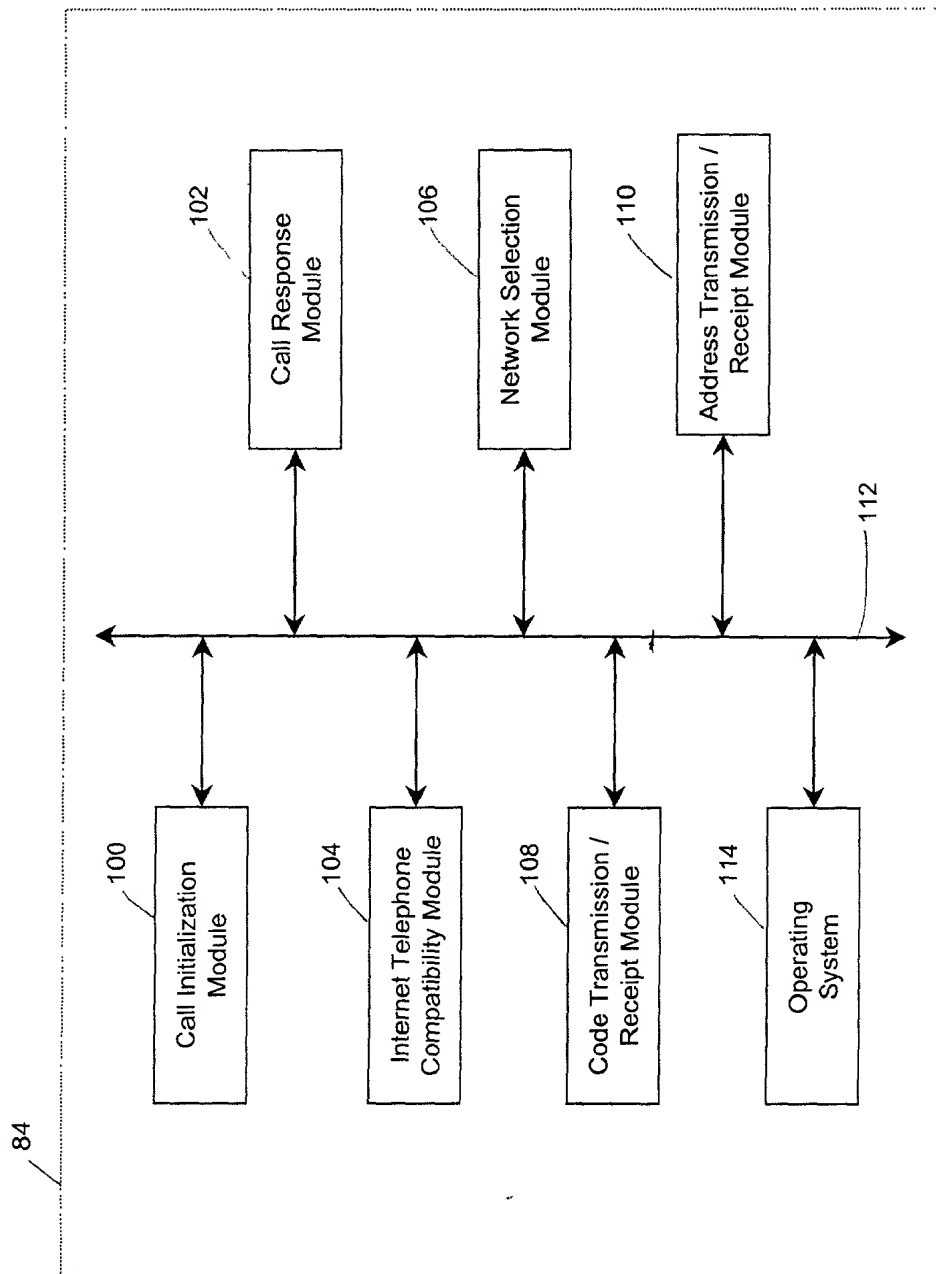 84
100
Call Initialization
Module
102
Call Response
Module
104
Internet Telephone
Compatibility Module
106
Network Selection
Module
108
Code Transmission /
Receipt Module
110
Address Transmission /
Receipt Module
114
Operating
System
112